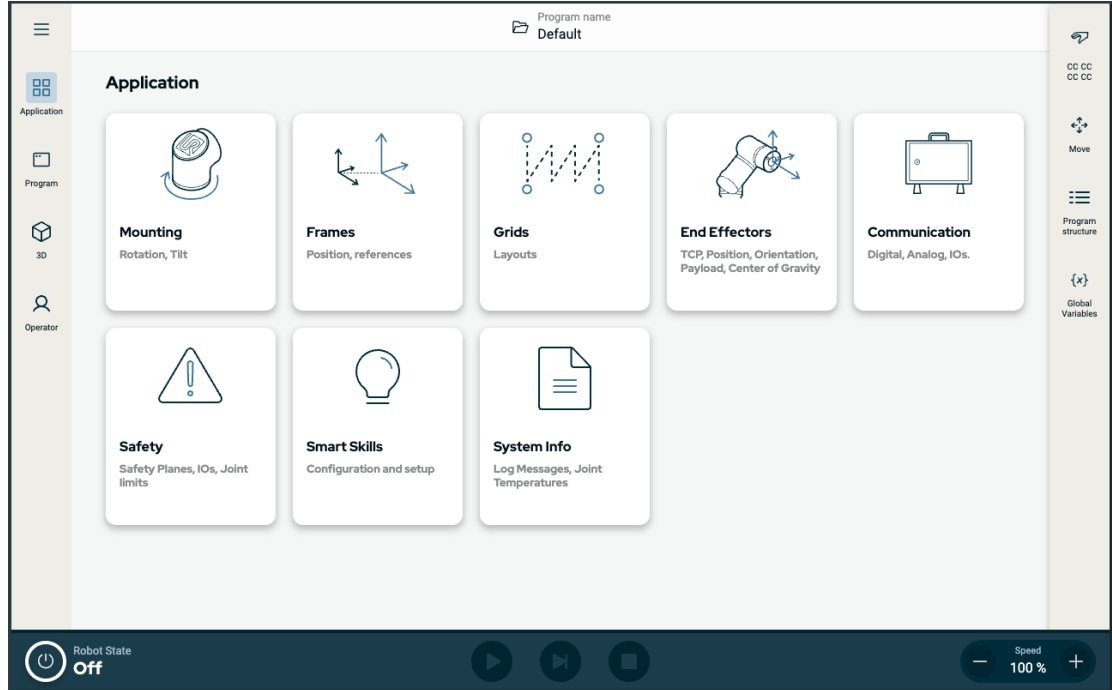 Program name
Default
Application
Program
3D
Operator
Application
Mounting
Rotation, Tilt
Frames
Position, references
Grids
Layouts
End Effectors
TCP, Position, Orientation,
Payload, Center of Gravity
Communication
Digital, Analog, IOs.
Safety
Safety Planes, IOs, Joint
limits
Smart Skills
Configuration and setup
System Info
Log Messages, Joint
Temperatures
CC CC
CC CC
Move
Program
structure
{x}
Global
Variables
Robot State
Off
Speed
100 %